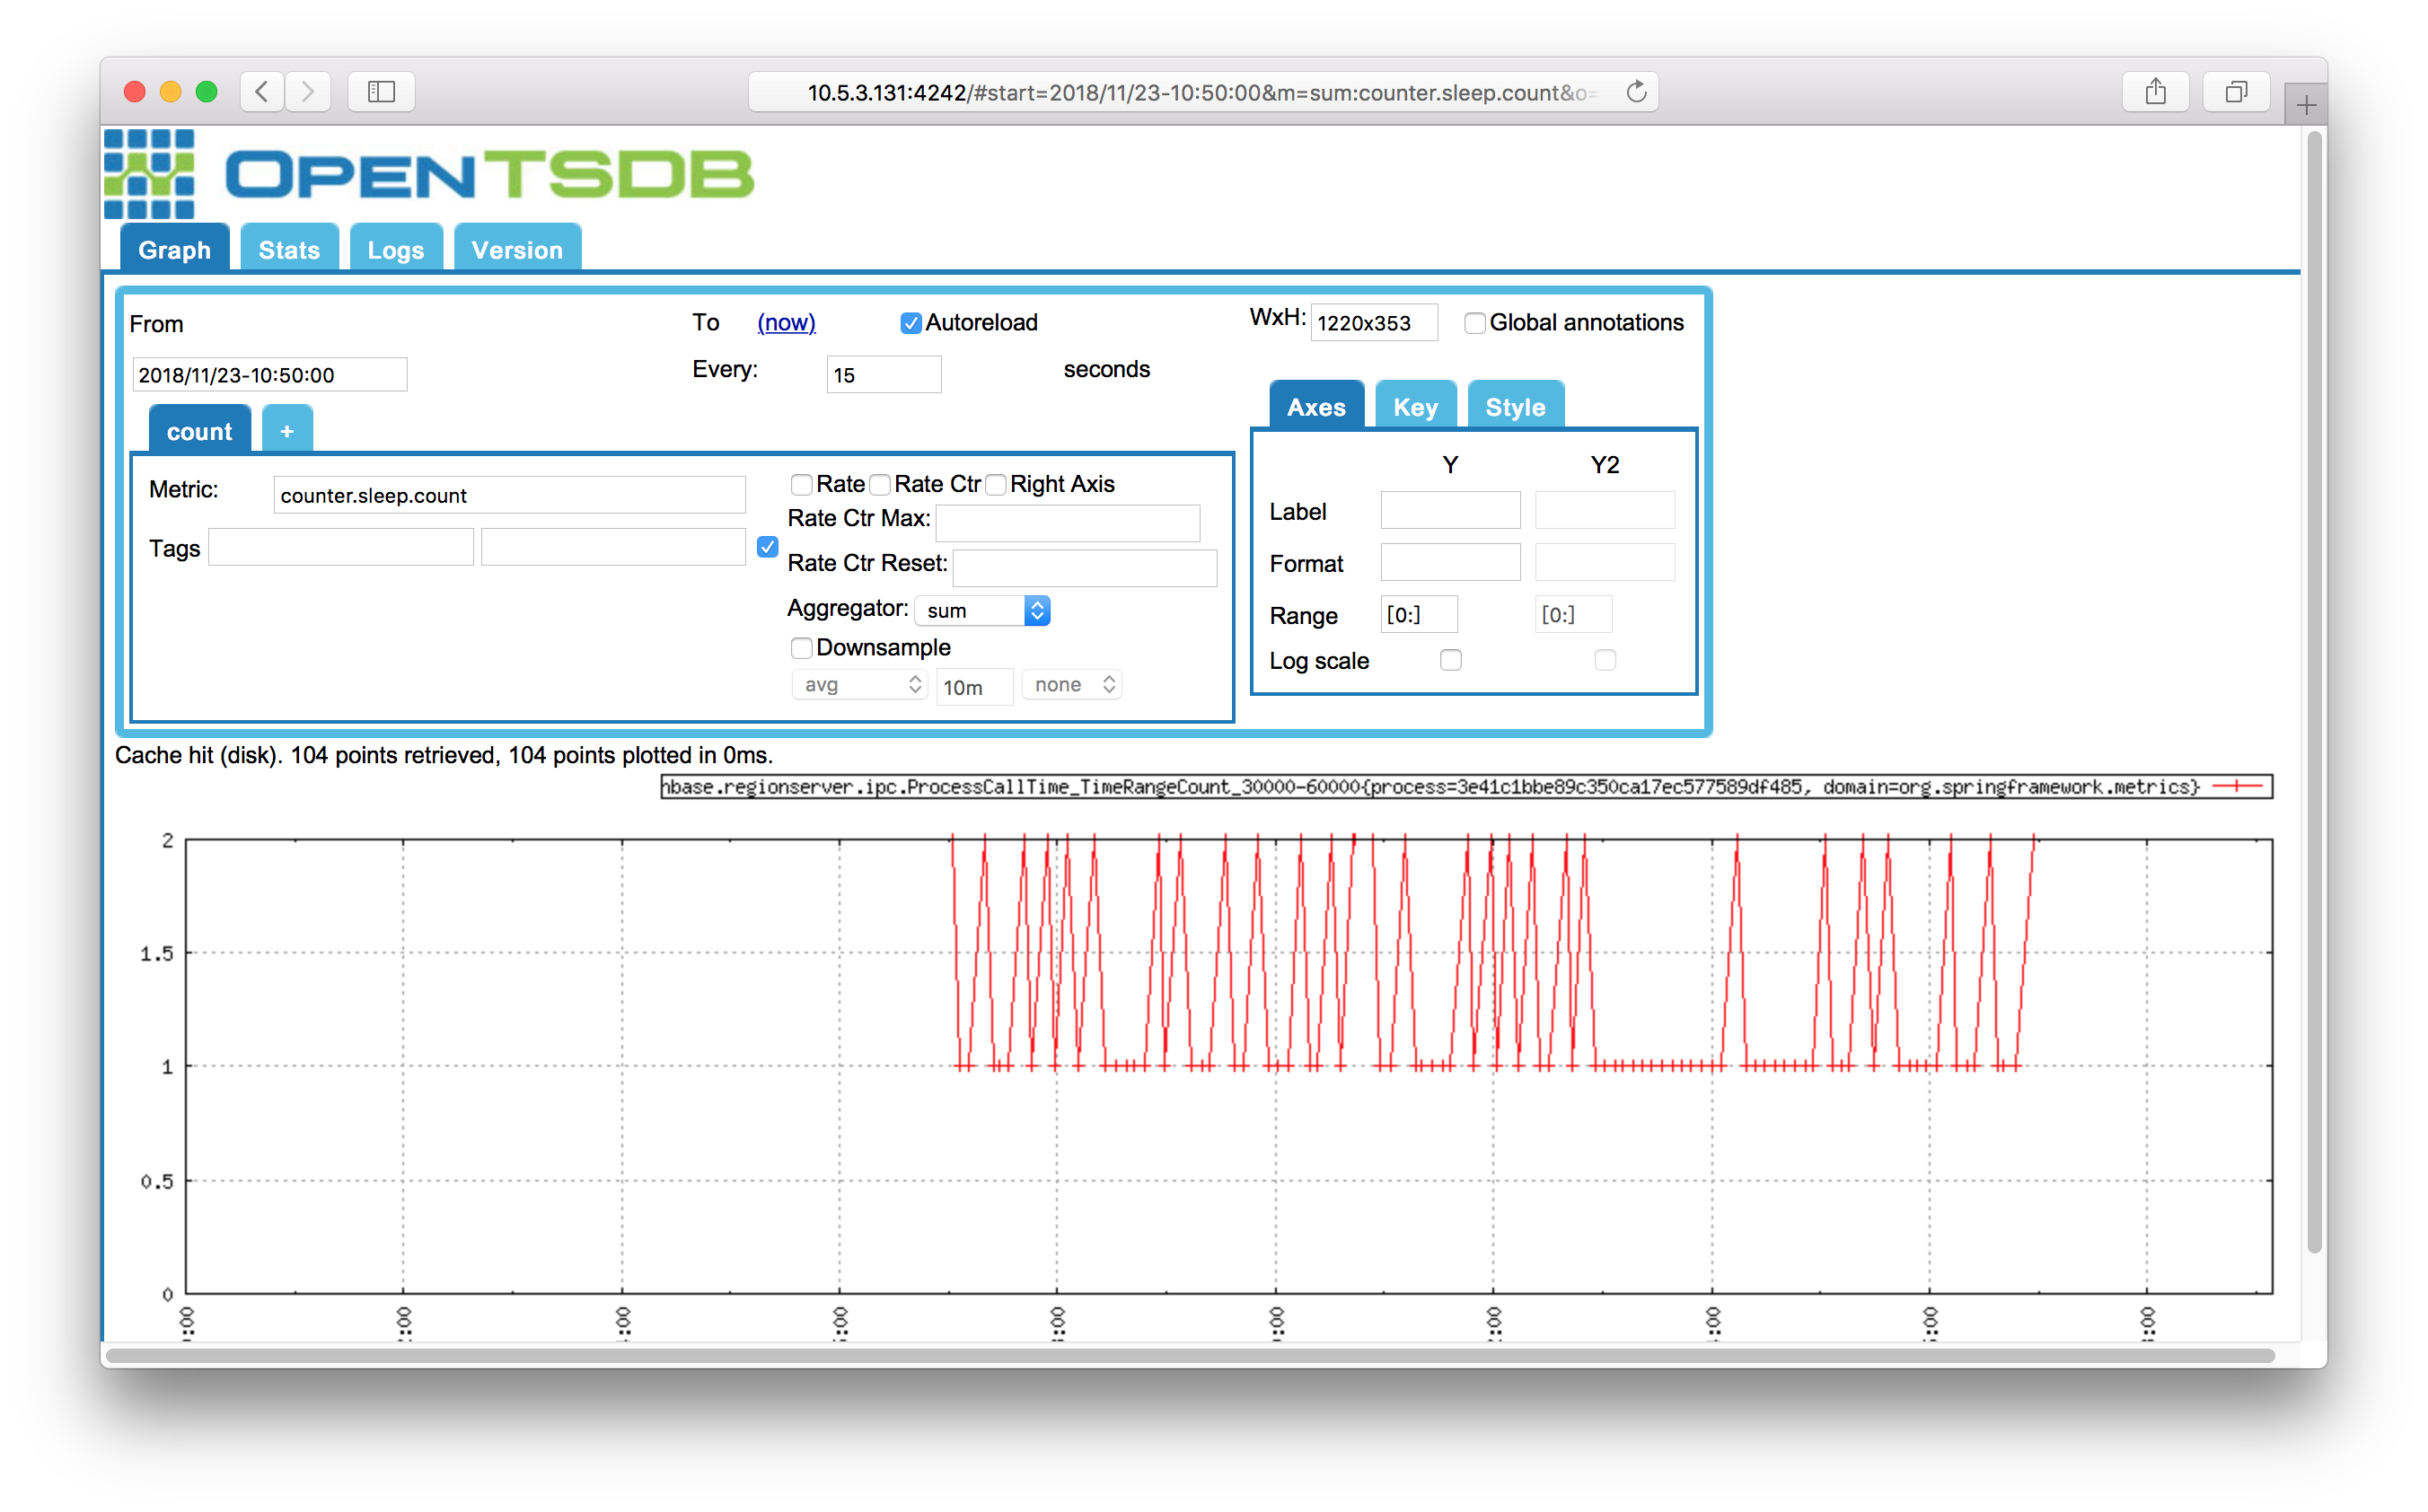 10.5.3.131:4242/#start=2018/11/23-10:50:00&m=sum:counter.sleep.count&o=
OPENTSDB
Graph Stats Logs Version
From To (now) Autoreload WxH: 1220x353 Global annotations
2018/11/23-10:50:00 Every: 15 seconds
Axes Key Style
count +
Y Y2
Metric: counter.sleep.count Rate Rate Ctr Right Axis
Rate Ctr Max: Label
Tags Rate Ctr Reset: Format
Aggregator: sum Range [0:] [0:]
Downsample Log scale
avg 10m none
Cache hit (disk). 104 points retrieved, 104 points plotted in 0ms.
hbase.regionserver.ipc.ProcessCallTime_TimeRangeCount_30000-60000{process=3e41c1bbe89c350ca17ec577589df485, domain=org.springframework.metrics}
2
1.5
1
0.5
0